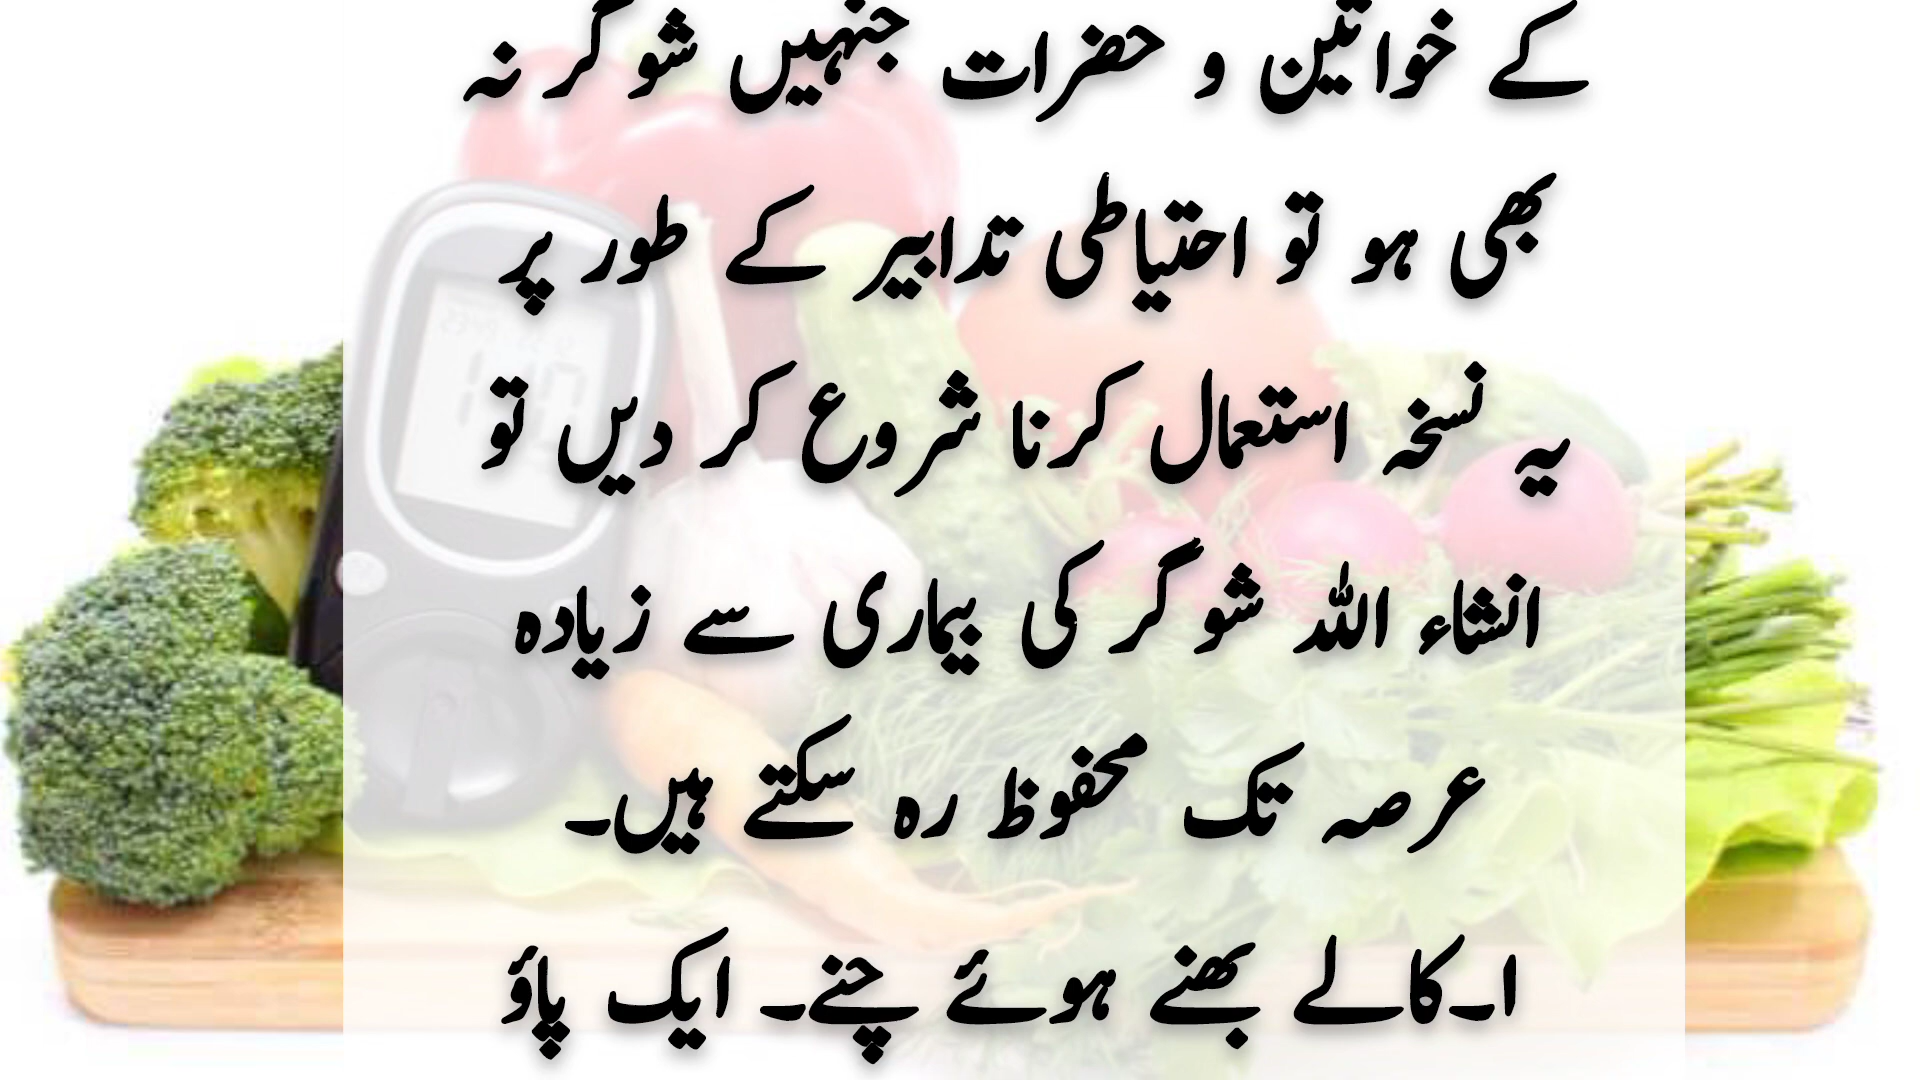 کے خواتین و حضرات جنہیں شوگر نہ
بھی ہو تو احتیاطی تدابیر کے طور پر
یہ نسخہ استعمال کرنا شروع کر دیں تو
انشاء اللہ شوگر کی بیماری سے زیادہ
عرصہ تک محفوظ رہ سکتے ہیں۔
ا۔کالے بھنے ہوئے چنے۔ ایک پاؤ